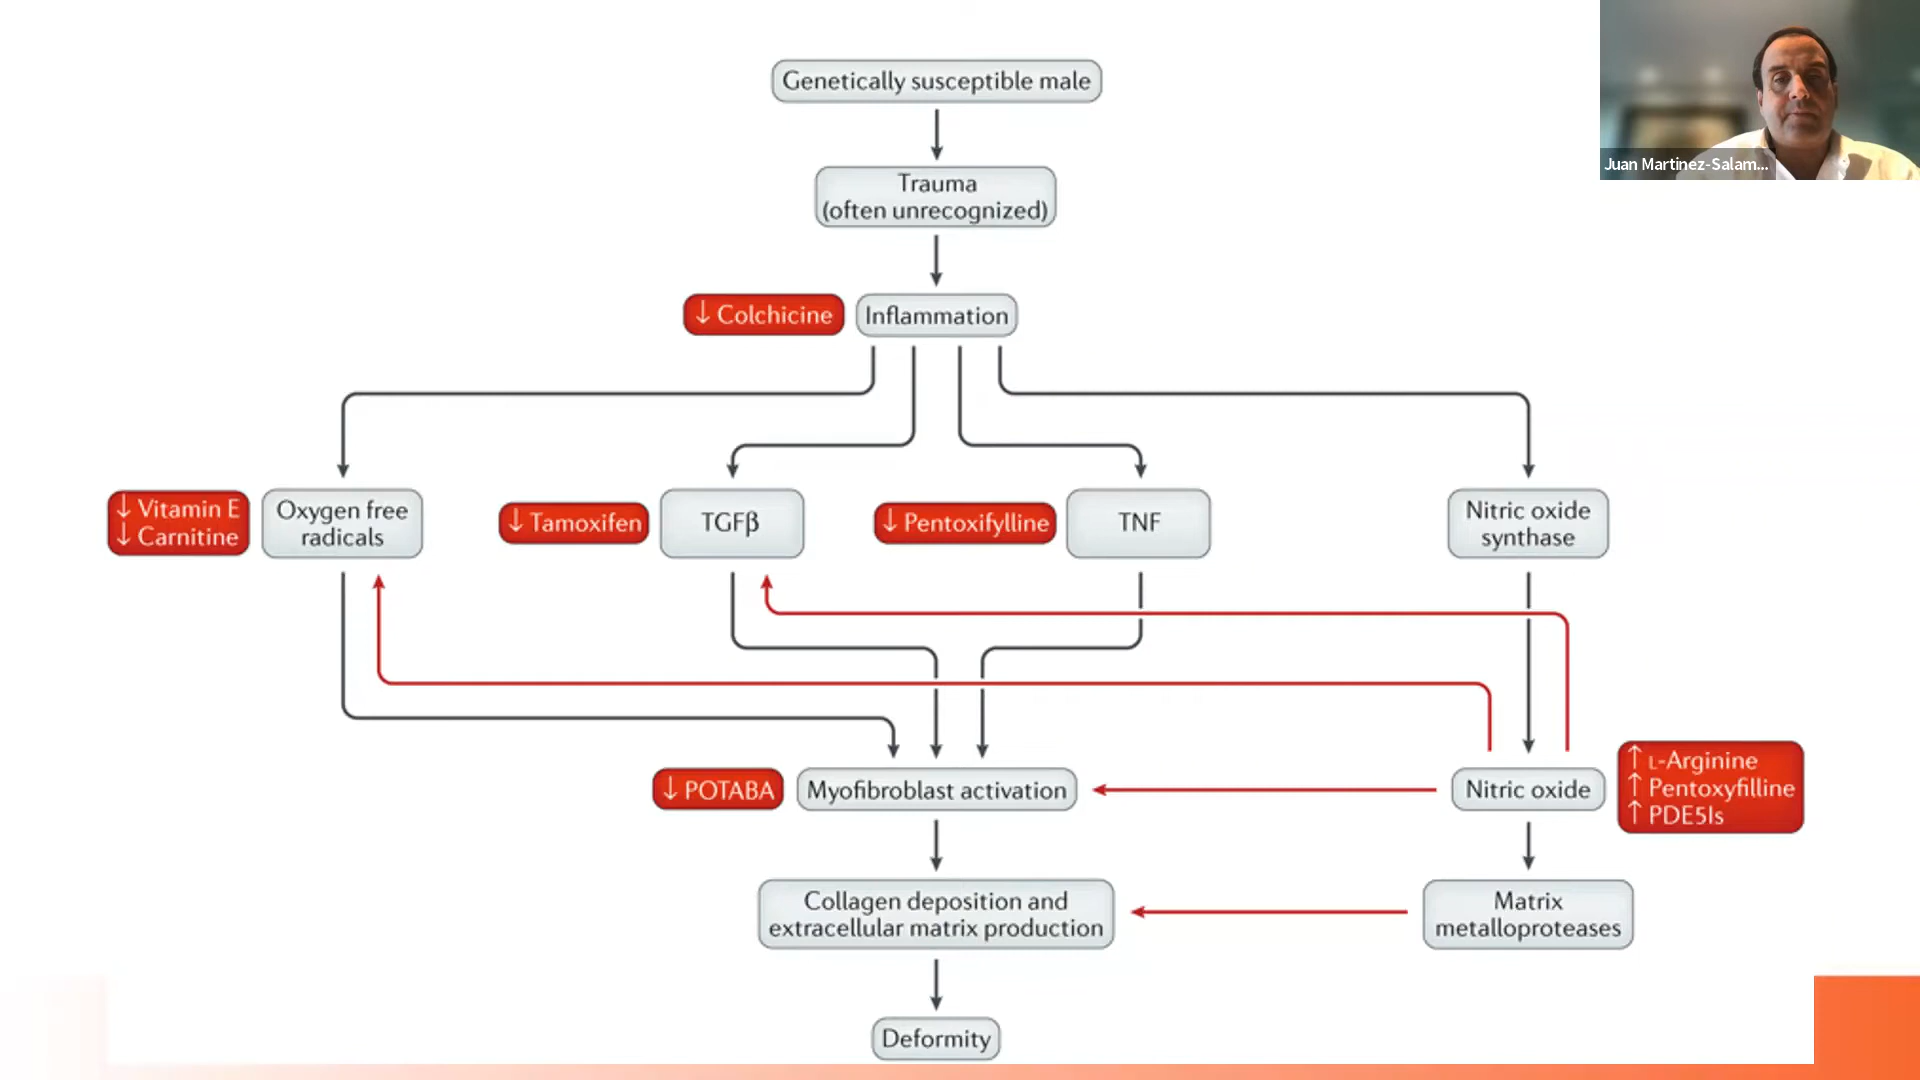 Genetically susceptible male
Juan Martinez-Salam...
Trauma
(often unrecognized)
↓ Colchicine
Inflammation
↓ Vitamin E
↓ Carnitine
Oxygen free
radicals
↓ Tamoxifen
TGFβ
↓ Pentoxifylline
TNF
Nitric oxide
synthase
↓ POTABA
Myofibroblast activation
Nitric oxide
↑ L-Arginine
↑ Pentoxyfilline
↑ PDE5Is
Collagen deposition and
extracellular matrix production
Matrix
metalloproteases
Deformity